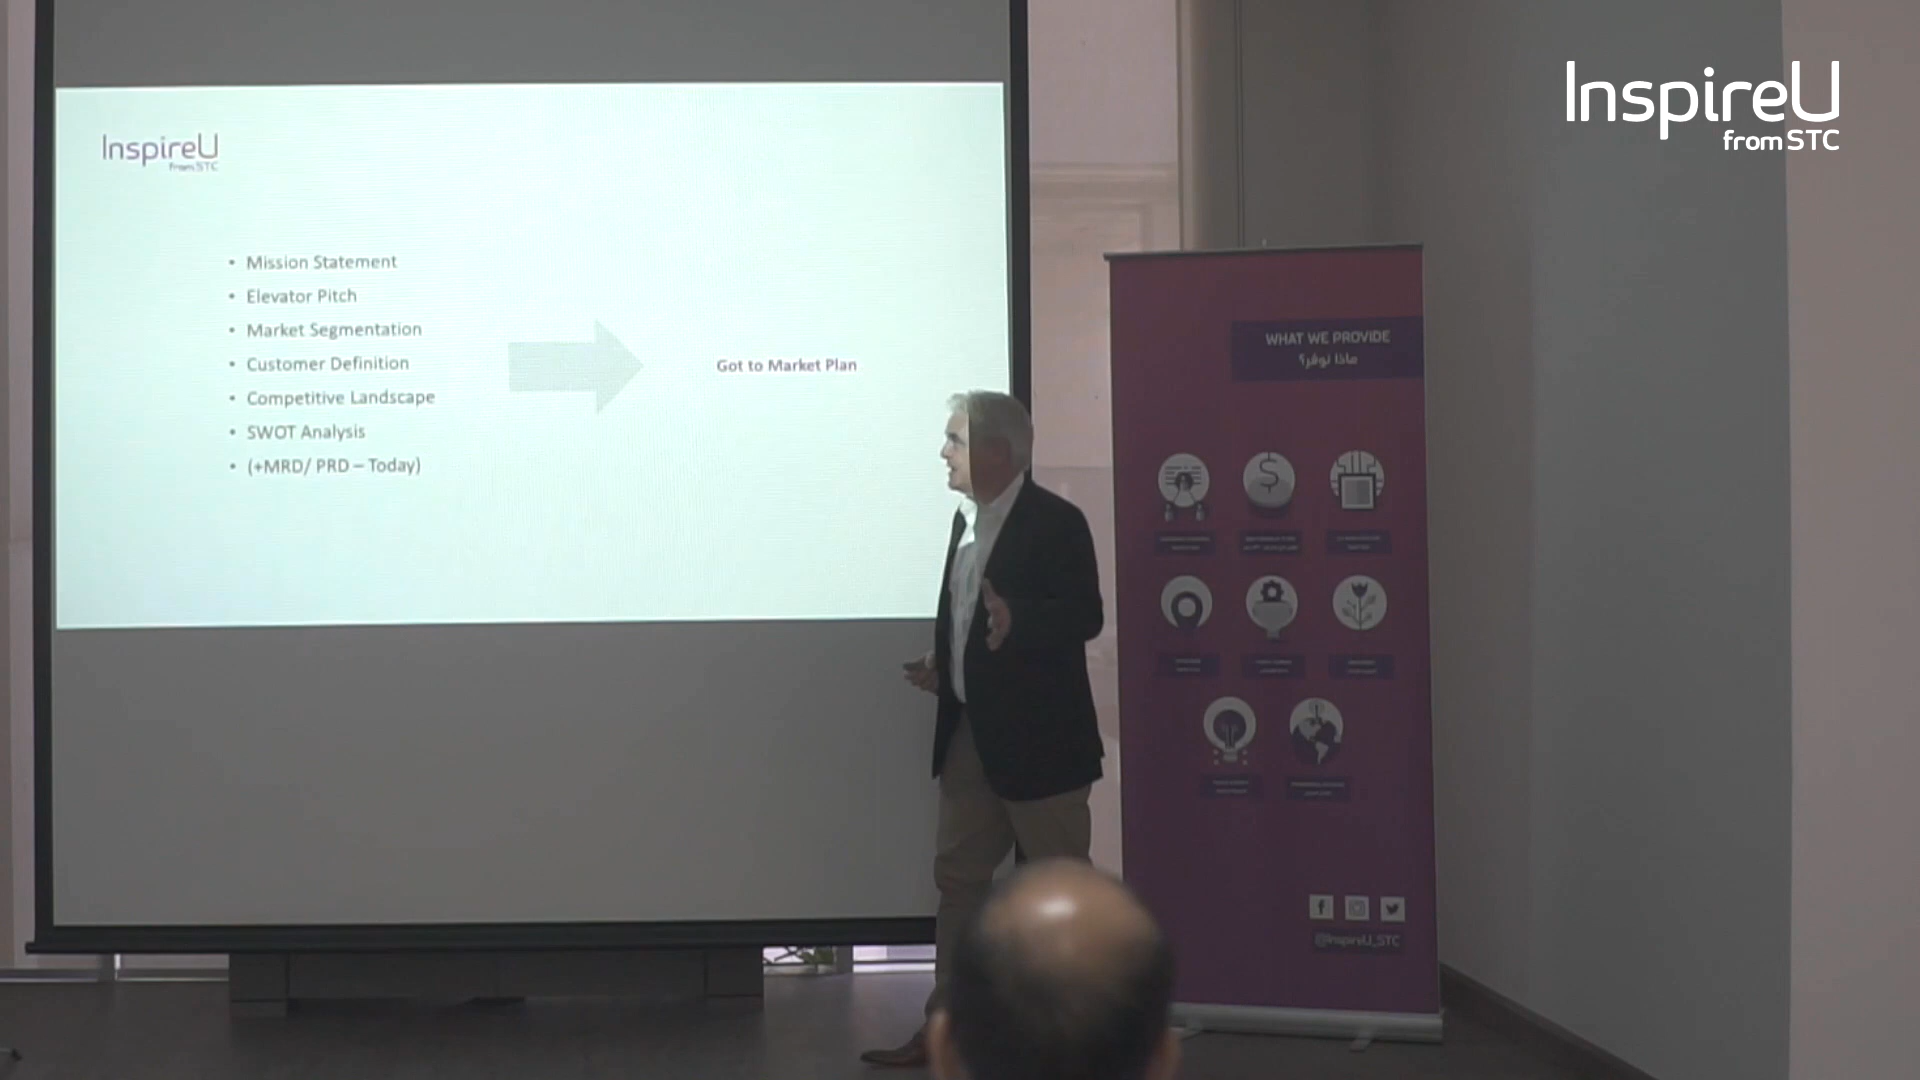 InspireU
from STC
InspireU
from STC
• Mission Statement
• Elevator Pitch
• Market Segmentation
• Customer Definition
• Competitive Landscape
• SWOT Analysis
• (+MRD/ PRD – Today)
Got to Market Plan
WHAT WE PROVIDE
ماذا نوفر؟
@InspireU_STC